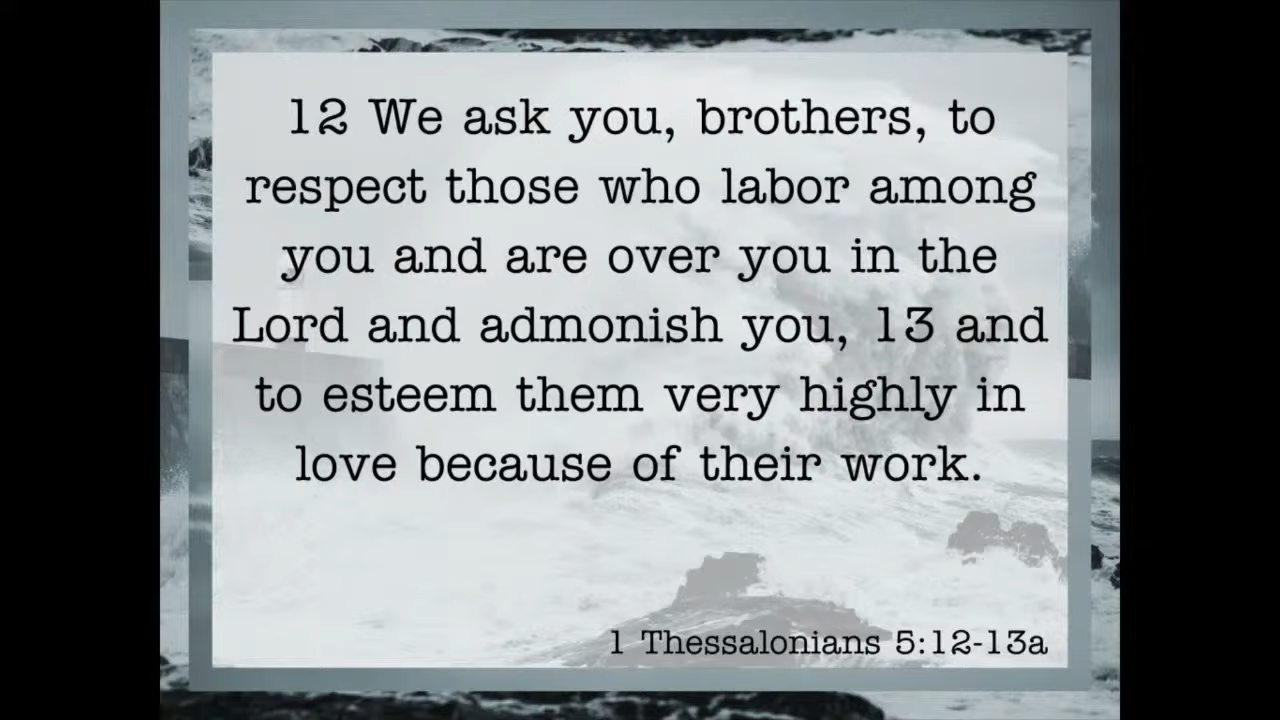 12 We ask you, brothers, to
respect those who labor among
you and are over you in the
Lord and admonish you, 13 and
to esteem them very highly in
love because of their work.
1 Thessalonians 5:12-13a